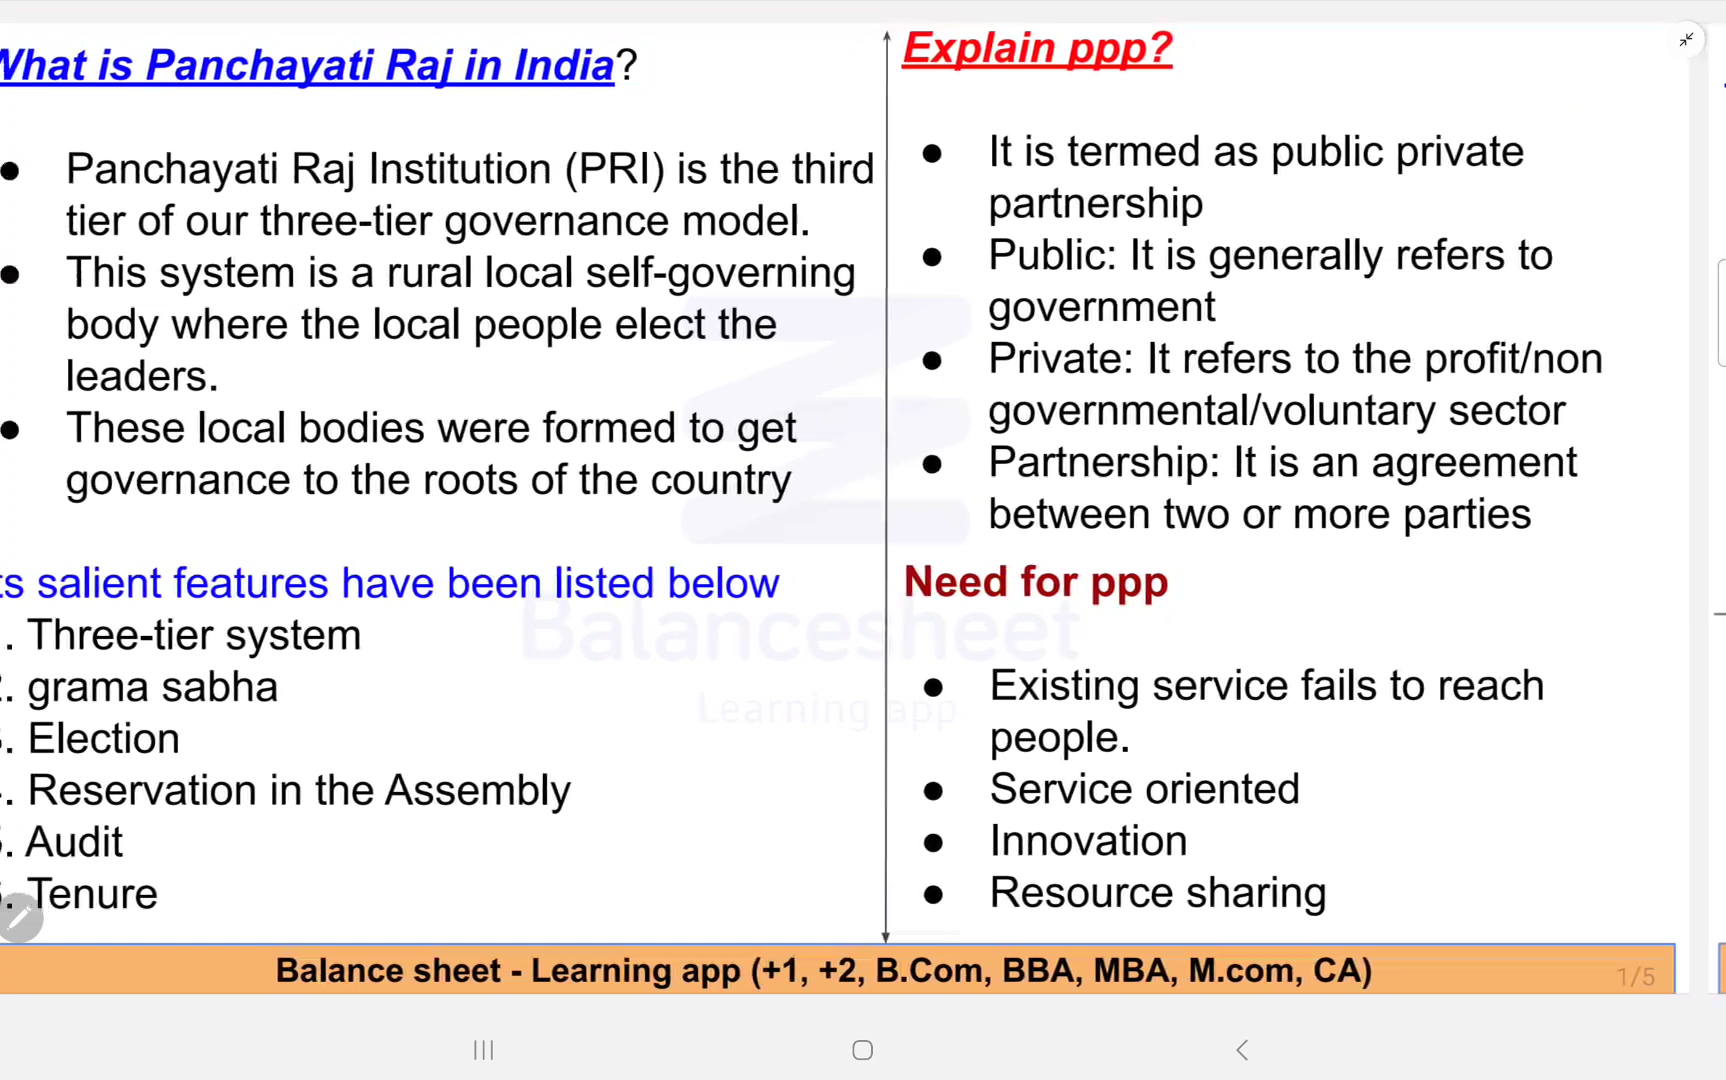 What is Panchayati Raj in India?
Panchayati Raj Institution (PRI) is the third
tier of our three-tier governance model.
This system is a rural local self-governing
body where the local people elect the
leaders.
These local bodies were formed to get
governance to the roots of the country
ts salient features have been listed below
. Three-tier system
2. grama sabha
. Election
. Reservation in the Assembly
. Audit
. Tenure
Explain ppp?
It is termed as public private
partnership
Public: It is generally refers to
government
Private: It refers to the profit/non
governmental/voluntary sector
Partnership: It is an agreement
between two or more parties
Need for ppp
Existing service fails to reach
people.
Service oriented
Innovation
Resource sharing
Balancesheet
Learning app
Balance sheet - Learning app (+1, +2, B.Com, BBA, MBA, M.com, CA)
1/5